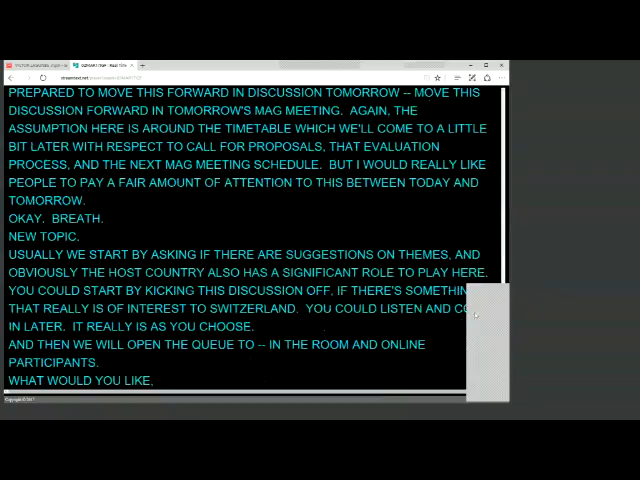 streamtext.net
PREPARED TO MOVE THIS FORWARD IN DISCUSSION TOMORROW -- MOVE THIS
DISCUSSION FORWARD IN TOMORROW'S MAG MEETING.  AGAIN, THE
ASSUMPTION HERE IS AROUND THE TIMETABLE WHICH WE'LL COME TO A LITTLE
BIT LATER WITH RESPECT TO CALL FOR PROPOSALS, THAT EVALUATION
PROCESS, AND THE NEXT MAG MEETING SCHEDULE.  BUT I WOULD REALLY LIKE
PEOPLE TO PAY A FAIR AMOUNT OF ATTENTION TO THIS BETWEEN TODAY AND
TOMORROW.
OKAY.  BREATH.
NEW TOPIC.
USUALLY WE START BY ASKING IF THERE ARE SUGGESTIONS ON THEMES, AND
OBVIOUSLY THE HOST COUNTRY ALSO HAS A SIGNIFICANT ROLE TO PLAY HERE.
YOU COULD START BY KICKING THIS DISCUSSION OFF, IF THERE'S SOMETHIN
THAT REALLY IS OF INTEREST TO SWITZERLAND.  YOU COULD LISTEN AND CO
IN LATER.  IT REALLY IS AS YOU CHOOSE.
AND THEN WE WILL OPEN THE QUEUE TO -- IN THE ROOM AND ONLINE
PARTICIPANTS.
WHAT WOULD YOU LIKE,
Copyright © 2017